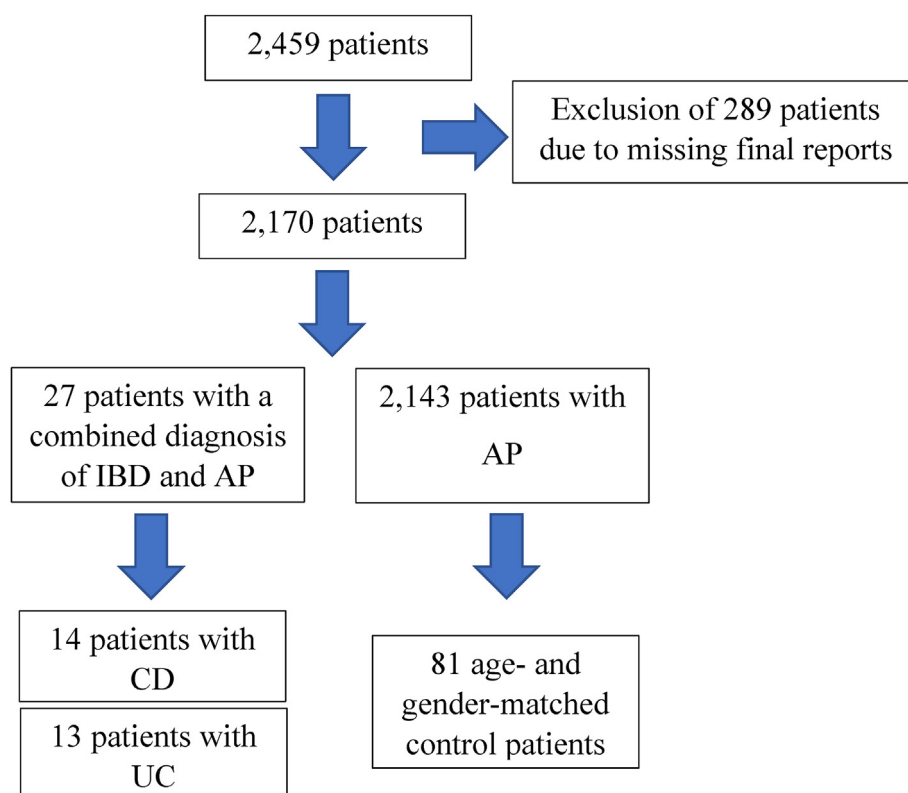 2,459 patients
Exclusion of 289 patients
due to missing final reports
2,170 patients
27 patients with a
combined diagnosis
of IBD and AP
2,143 patients with
AP
14 patients with
CD
13 patients with
UC
81 age- and
gender-matched
control patients